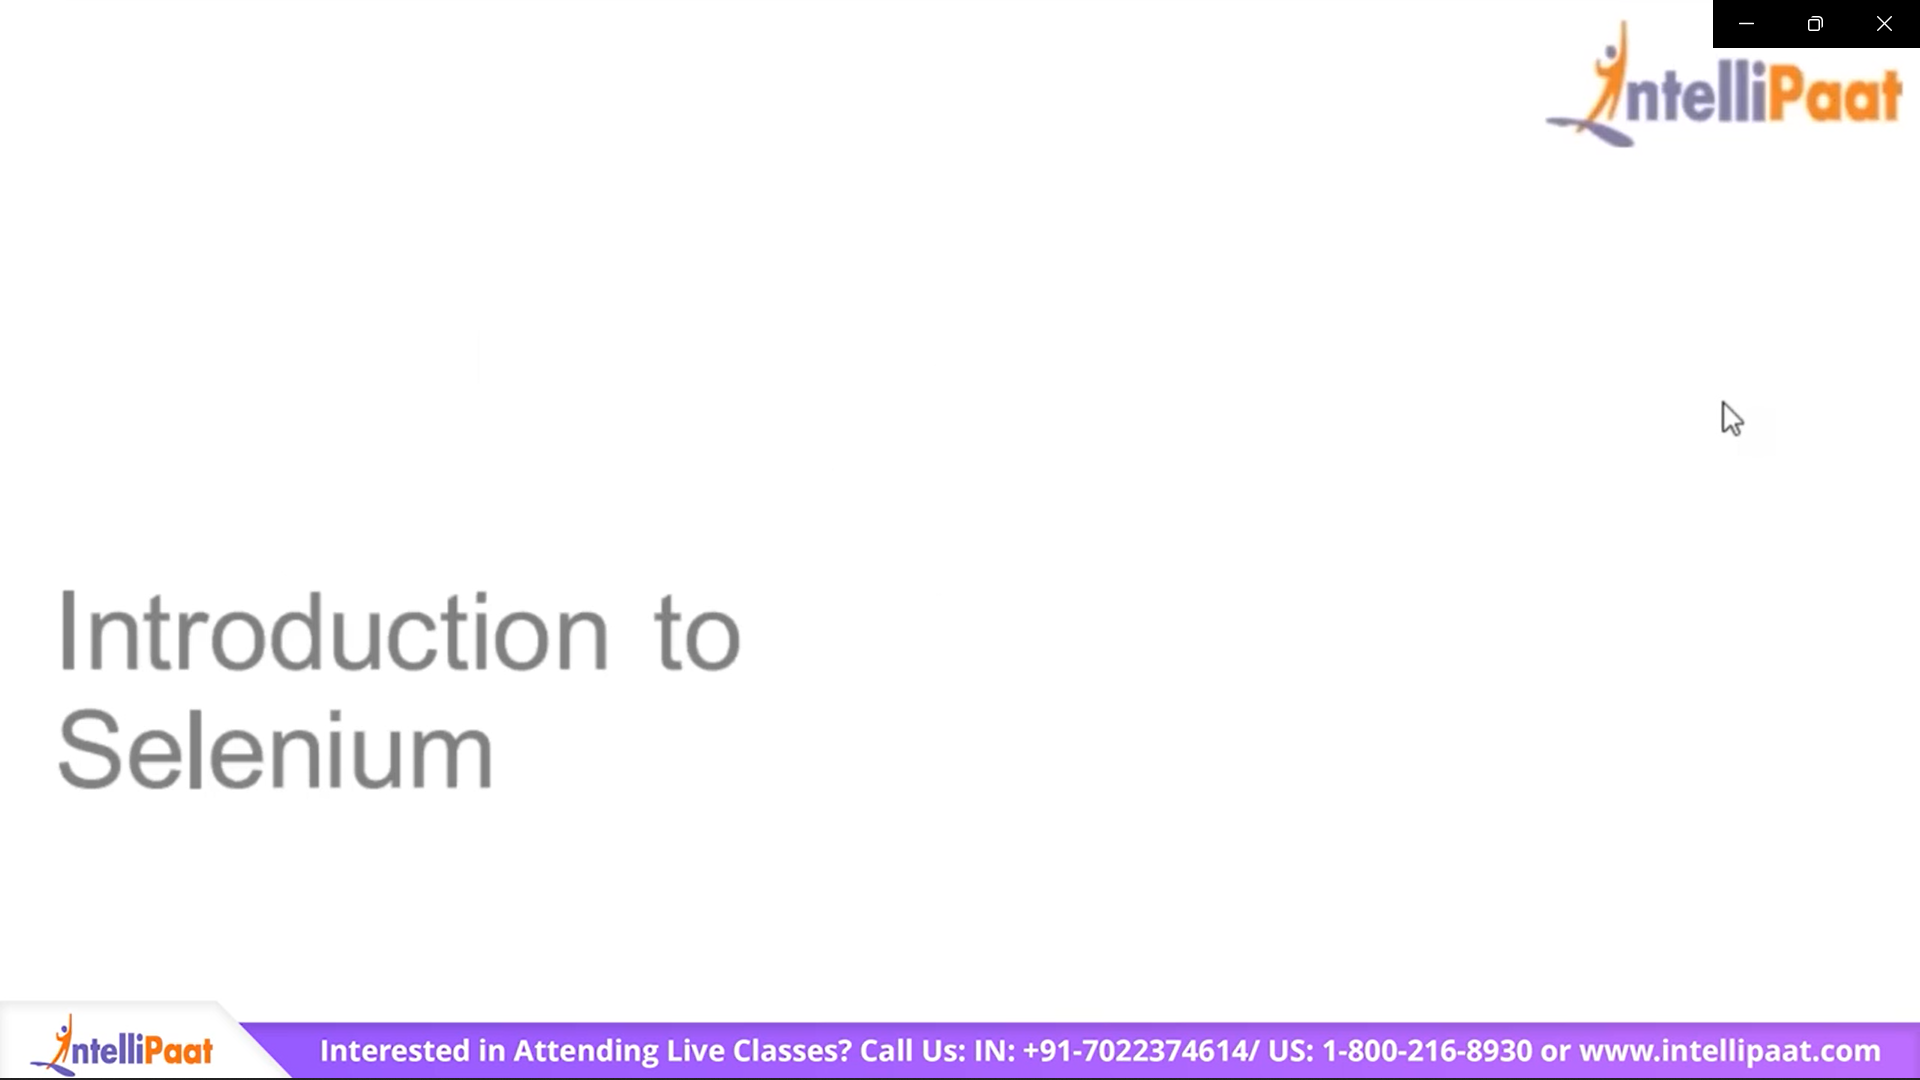 IntelliPaat
Introduction to
Selenium
IntelliPaat
Interested in Attending Live Classes? Call Us: IN: +91-7022374614/ US: 1-800-216-8930 or www.intellipaat.com